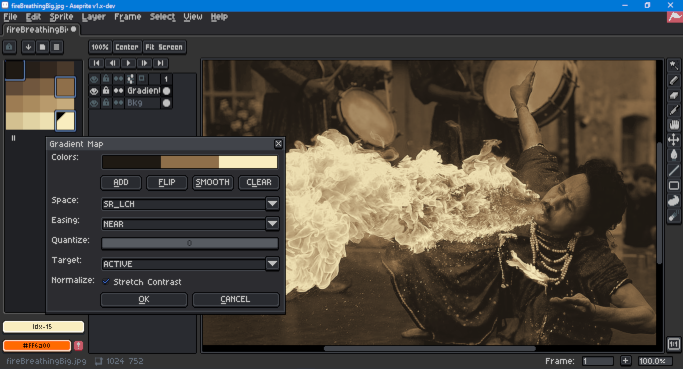 fireBreathingBig.jpg - Aseprite v1.x-dev
File Edit Sprite Layer Frame Select View Help
fireBreathingBi
100% Center Fit Screen
1
Gradient
Bkg
Gradient Map
Colors:
ADD FLIP SMOOTH CLEAR
Space: SR_LCH
Easing: NEAR
Quantize: 0
Target: ACTIVE
Normalize: Stretch Contrast
OK CANCEL
Idx-15
#ff6a00
fireBreathingBig.jpg 1024 752
Frame: 1 + 100.0%
1:1